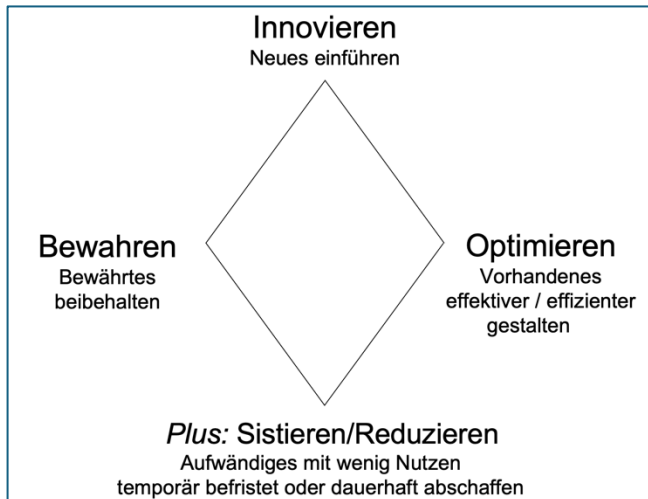 Innovieren
Neues einführen
Bewahren
Bewährtes
beibehalten
Optimieren
Vorhandenes
effektiver / effizienter
gestalten
Plus: Sistieren/Reduzieren
Aufwändiges mit wenig Nutzen
temporär befristet oder dauerhaft abschaffen